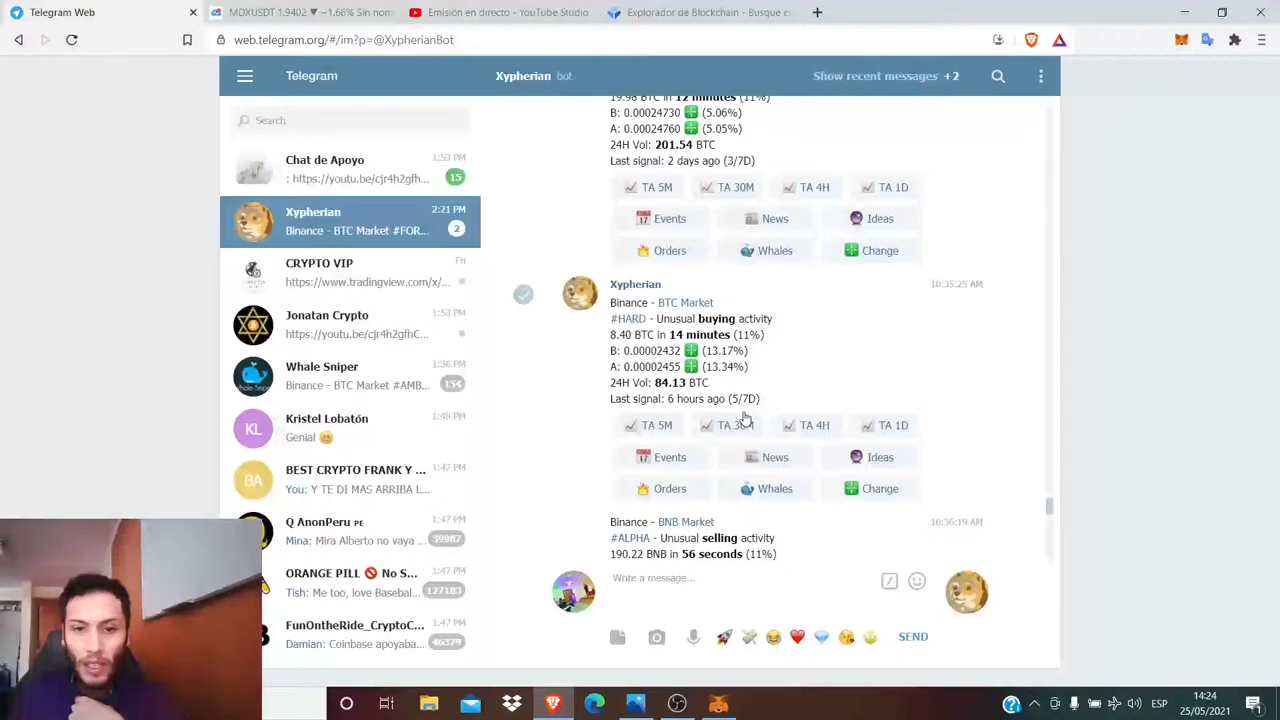 Telegram Web
MDXUSDT 1.9402 ▼ −1.66% Sin nomi
Emisión en directo - YouTube Studio
Explorador de Blockchain - Busque e
web.telegram.org/#/im?p=@XypherianBot
Telegram
Xypherian bot
Show recent messages +2
Search
Chat de Apoyo 1:53 PM
: https://youtu.be/cjr4h2gfh... 15
Xypherian 2:21 PM
Binance - BTC Market #FOR... 2
CRYPTO VIP Fri
https://www.tradingview.com/x/...
Jonatan Crypto 1:53 PM
https://youtu.be/cjr4h2gfhC...
Whale Sniper 1:36 PM
Binance - BTC Market #AMB... 154
Kristel Lobatón 1:48 PM
Genial
BEST CRYPTO FRANK Y ... 1:47 PM
You: Y TE DI MAS ARRIBA L...
Q AnonPeru PE 1:47 PM
Mina: Mira Alberto no vaya ... 39987
ORANGE PILL No S... 1:47 PM
Tish: Me too, love Basebal... 127183
FunOntheRide_CryptoC... 1:47 PM
Damian: Coinbase apoyaba... 46379
KL
BA
19.98 BTC in 12 minutes (11%)
B: 0.00024730 (5.06%)
A: 0.00024760 (5.05%)
24H Vol: 201.54 BTC
Last signal: 2 days ago (3/7D)
TA 5M TA 30M TA 4H TA 1D
Events News Ideas
Orders Whales Change
Xypherian 10:35:25 AM
Binance - BTC Market
#HARD - Unusual buying activity
8.40 BTC in 14 minutes (11%)
B: 0.00002432 (13.17%)
A: 0.00002455 (13.34%)
24H Vol: 84.13 BTC
Last signal: 6 hours ago (5/7D)
TA 5M TA 30M TA 4H TA 1D
Events News Ideas
Orders Whales Change
Binance - BNB Market 10:36:19 AM
#ALPHA - Unusual selling activity
190.22 BNB in 56 seconds (11%)
Write a message...
SEND
ESP
14:24
25/05/2021